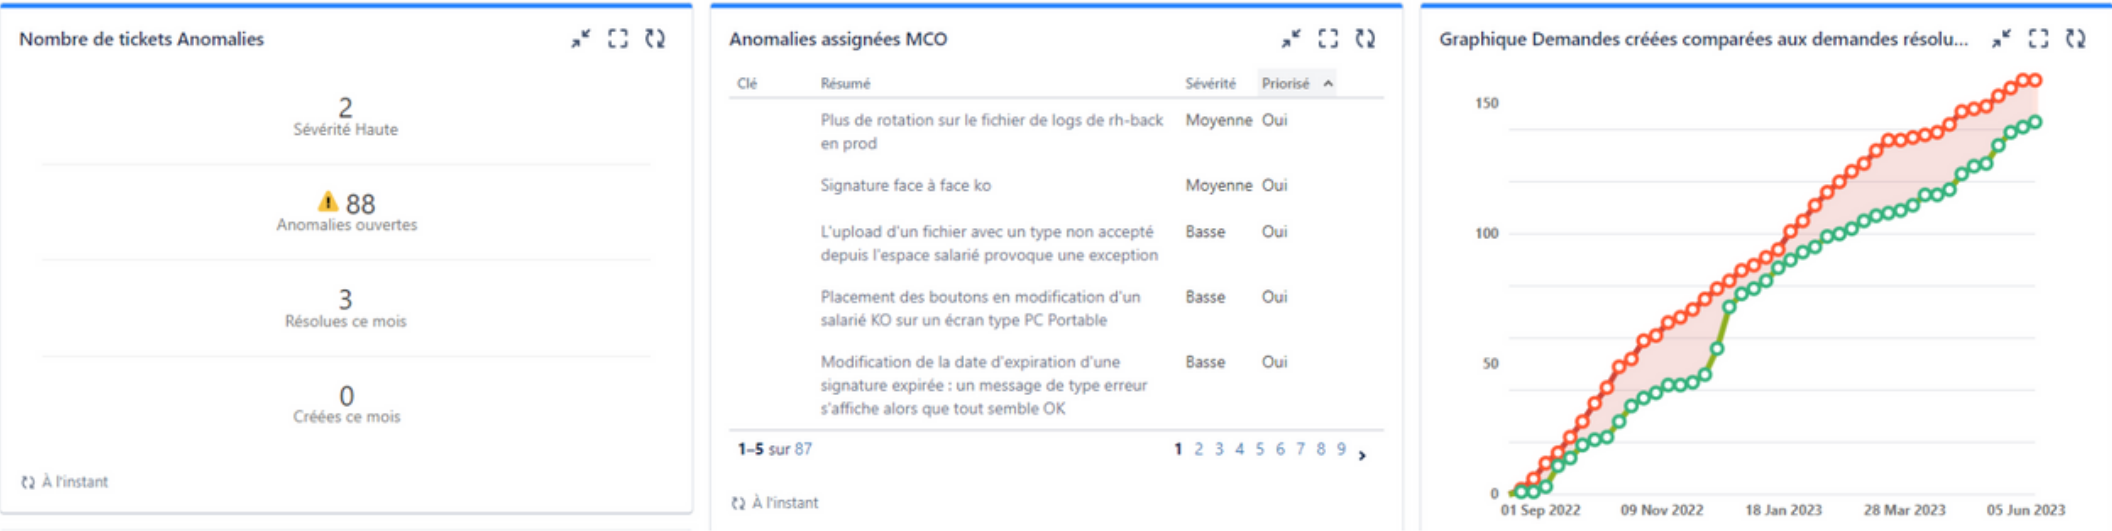 Nombre de tickets Anomalies
2
Sévérité Haute
88
Anomalies ouvertes
3
Résolues ce mois
0
Créées ce mois
À l'instant
Anomalies assignées MCO
Clé Résumé Sévérité Priorisé
Plus de rotation sur le fichier de logs de rh-back Moyenne Oui
en prod
Signature face à face ko Moyenne Oui
L'upload d'un fichier avec un type non accepté Basse Oui
depuis l'espace salarié provoque une exception
Placement des boutons en modification d'un Basse Oui
salarié KO sur un écran type PC Portable
Modification de la date d'expiration d'une Basse Oui
signature expirée : un message de type erreur
s'affiche alors que tout semble OK
1–5 sur 87 1 2 3 4 5 6 7 8 9
À l'instant
Graphique Demandes créées comparées aux demandes résolu...
150
100
50
0
01 Sep 2022 09 Nov 2022 18 Jan 2023 28 Mar 2023 05 Jun 2023